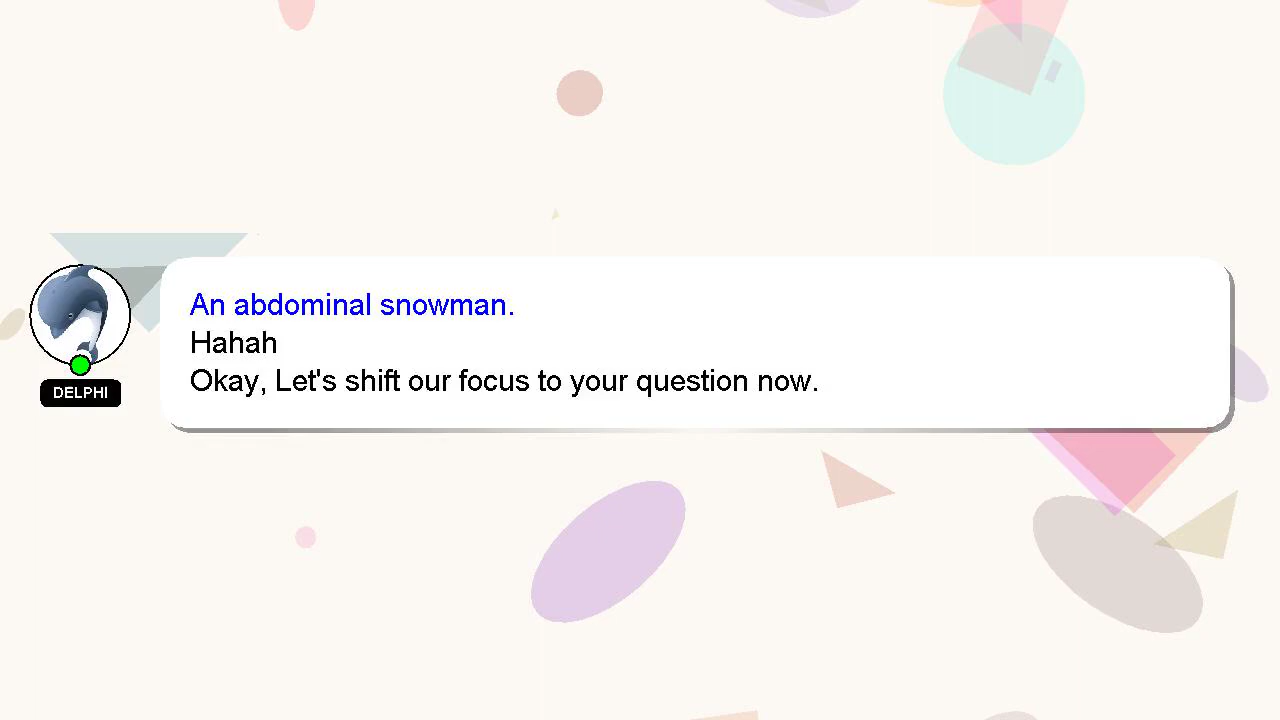 An abdominal snowman.
Hahah
Okay, Let's shift our focus to your question now.
DELPHI